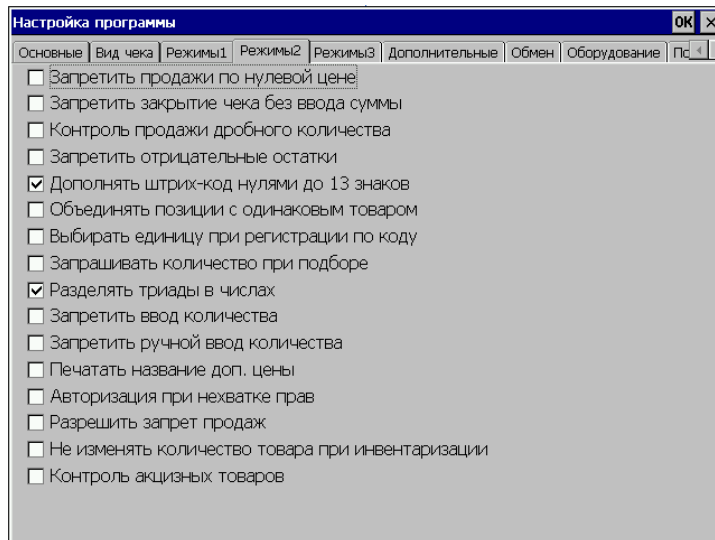 Настройка программы
OK
Основные Вид чека Режимы1 Режимы2 Режимы3 Дополнительные Обмен Оборудование
Запретить продажи по нулевой цене
Запретить закрытие чека без ввода суммы
Контроль продажи дробного количества
Запретить отрицательные остатки
Дополнять штрих-код нулями до 13 знаков
Объединять позиции с одинаковым товаром
Выбирать единицу при регистрации по коду
Запрашивать количество при подборе
Разделять триады в числах
Запретить ввод количества
Запретить ручной ввод количества
Печатать название доп. цены
Авторизация при нехватке прав
Разрешить запрет продаж
Не изменять количество товара при инвентаризации
Контроль акцизных товаров